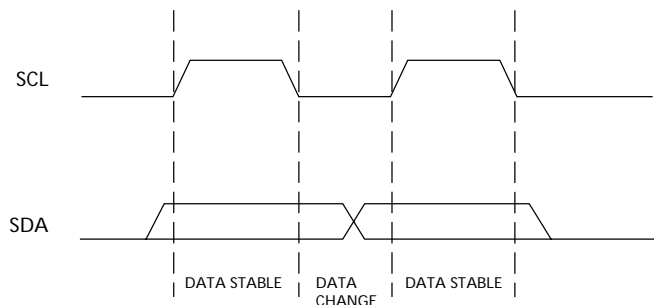 SCL
SDA
DATA STABLE
DATA
CHANGE
DATA STABLE